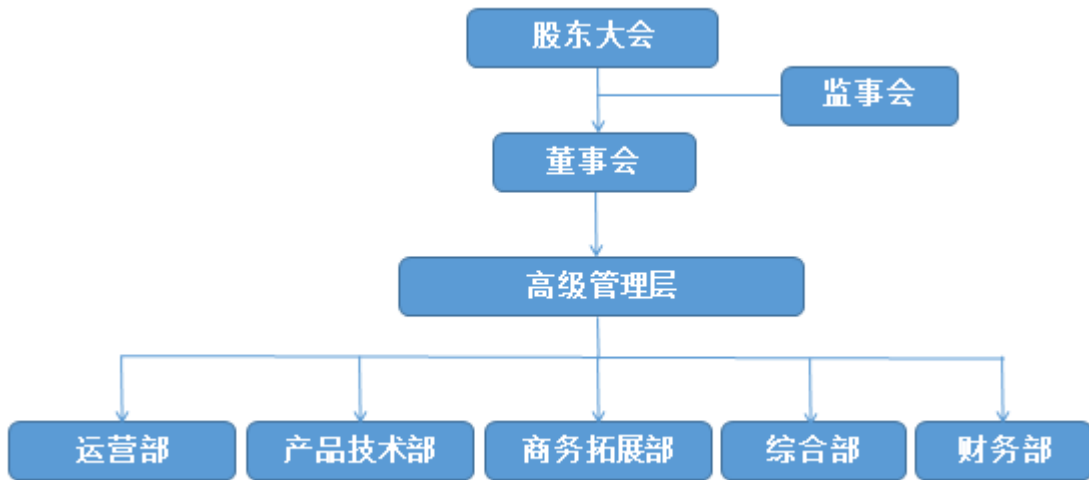 股东大会
监事会
董事会
高级管理层
运营部
产品技术部
商务拓展部
综合部
财务部